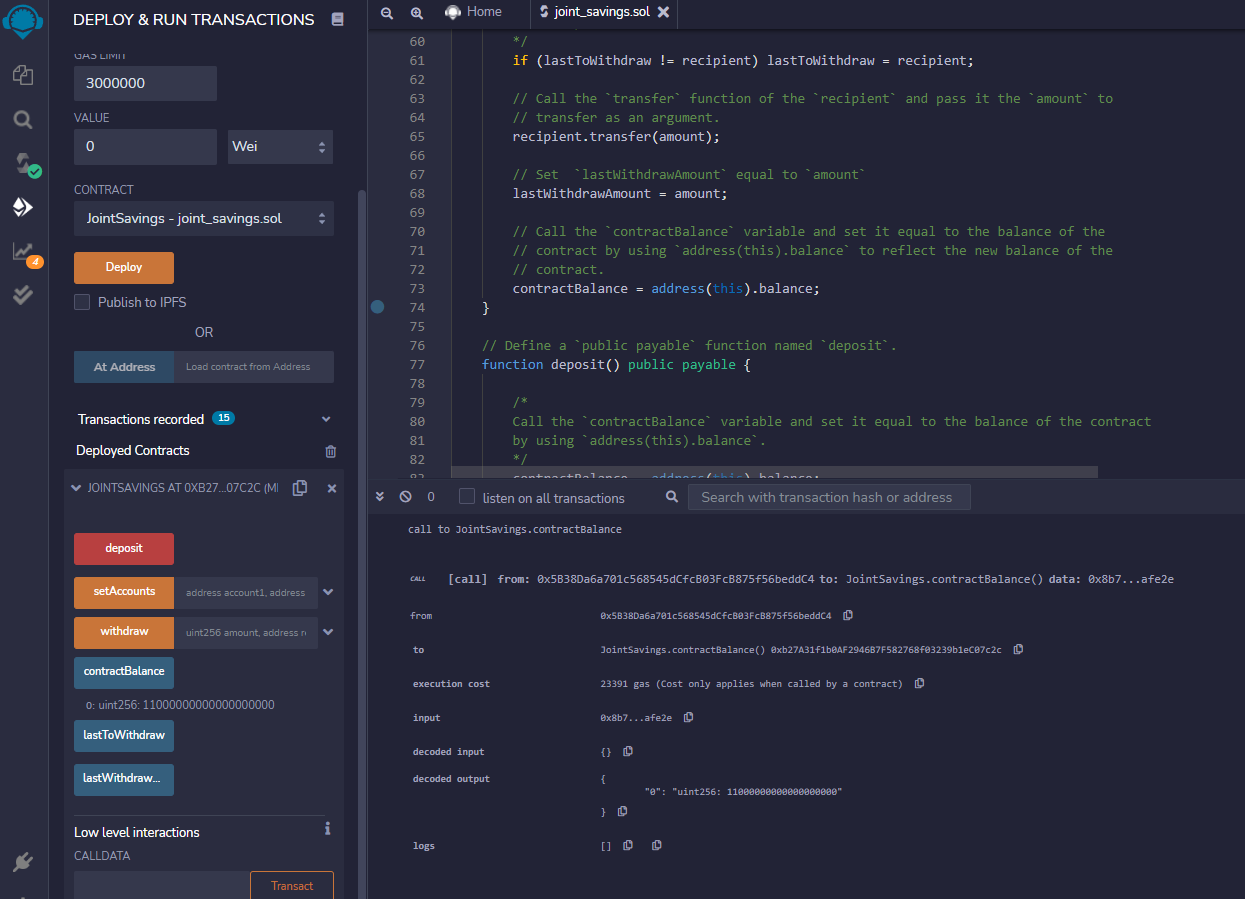 DEPLOY & RUN TRANSACTIONS
GAS LIMIT
3000000
VALUE
0
Wei
CONTRACT
JointSavings - joint_savings.sol
Deploy
Publish to IPFS
OR
At Address
Load contract from Address
Transactions recorded 15
Deployed Contracts
JOINTSAVINGS AT 0XB27...07C2C (M
deposit
setAccounts
address account1, address
withdraw
uint256 amount, address r
contractBalance
0: uint256: 11000000000000000000
lastToWithdraw
lastWithdraw...
Low level interactions
i
CALLDATA
Transact
4
Home
joint_savings.sol
60 */
61 if (lastToWithdraw != recipient) lastToWithdraw = recipient;
62
63 // Call the `transfer` function of the `recipient` and pass it the `amount` to
64 // transfer as an argument.
65 recipient.transfer(amount);
66
67 // Set  `lastWithdrawAmount` equal to `amount`
68 lastWithdrawAmount = amount;
69
70 // Call the `contractBalance` variable and set it equal to the balance of the
71 // contract by using `address(this).balance` to reflect the new balance of the
72 // contract.
73 contractBalance = address(this).balance;
74 }
75
76 // Define a `public payable` function named `deposit`.
77 function deposit() public payable {
78
79 /*
80 Call the `contractBalance` variable and set it equal to the balance of the contract
81 by using `address(this).balance`.
82 */
83 contractBalance = address(this).balance;
0
listen on all transactions
Search with transaction hash or address
call to JointSavings.contractBalance
CALL [call] from: 0x5B38Da6a701c568545dCfcB03FcB875f56beddC4 to: JointSavings.contractBalance() data: 0x8b7...afe2e
from 0x5B38Da6a701c568545dCfcB03FcB875f56beddC4
to JointSavings.contractBalance() 0xb27A31f1b0AF2946B7F582768f03239b1eC07c2c
execution cost 23391 gas (Cost only applies when called by a contract)
input 0x8b7...afe2e
decoded input {}
decoded output {
"0": "uint256: 11000000000000000000"
}
logs []